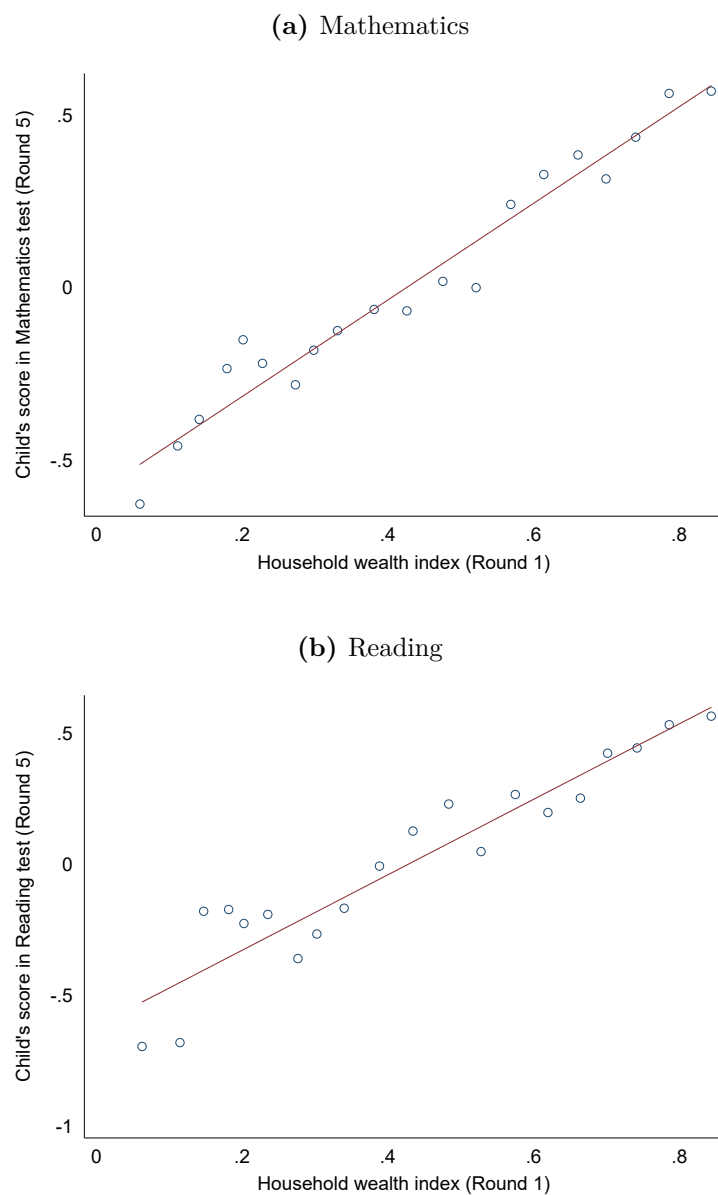 (a) Mathematics
Child's score in Mathematics test (Round 5)
.5
0
-.5
0 .2 .4 .6 .8
Household wealth index (Round 1)
(b) Reading
Child's score in Reading test (Round 5)
.5
0
-.5
-1
0 .2 .4 .6 .8
Household wealth index (Round 1)